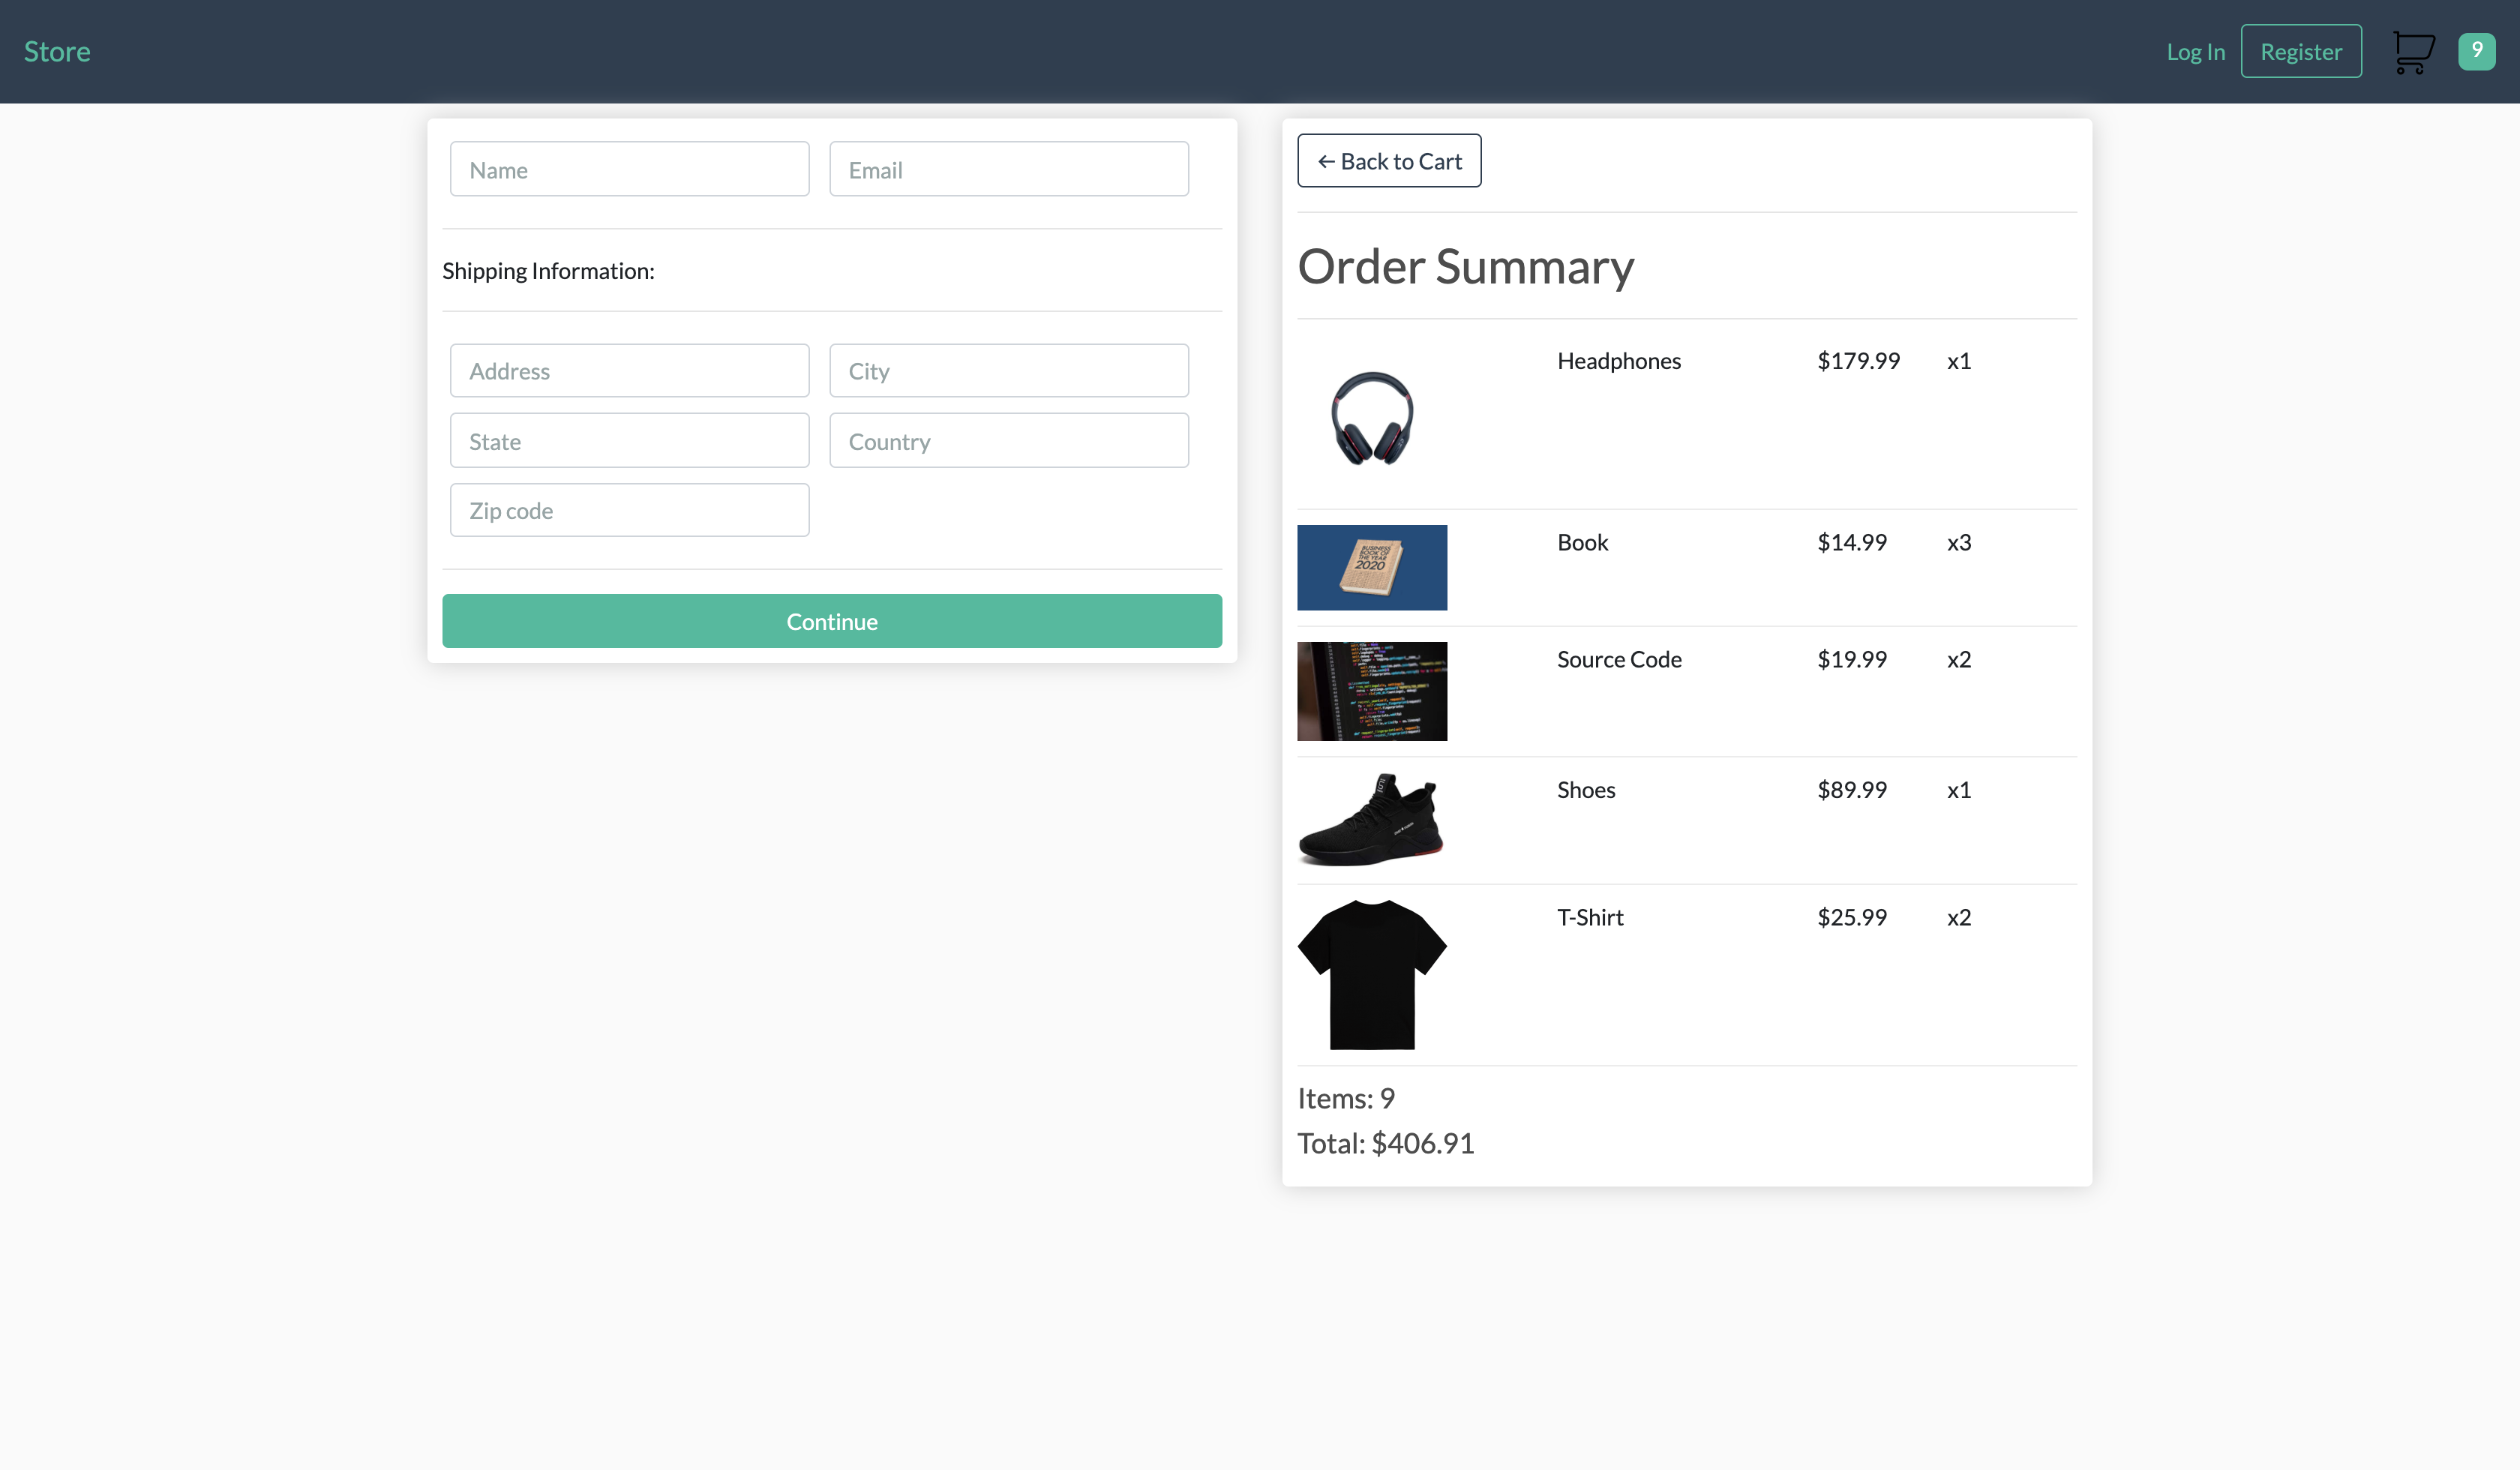 Store
Log In
Register
9
Name
Email
Shipping Information:
Address
City
State
Country
Zip code
Continue
← Back to Cart
Order Summary
Headphones $179.99 x1
BUSINESS
BOOK OF
THE YEAR
2020
Book $14.99 x3
Source Code $19.99 x2
Shoes $89.99 x1
T-Shirt $25.99 x2
Items: 9
Total: $406.91